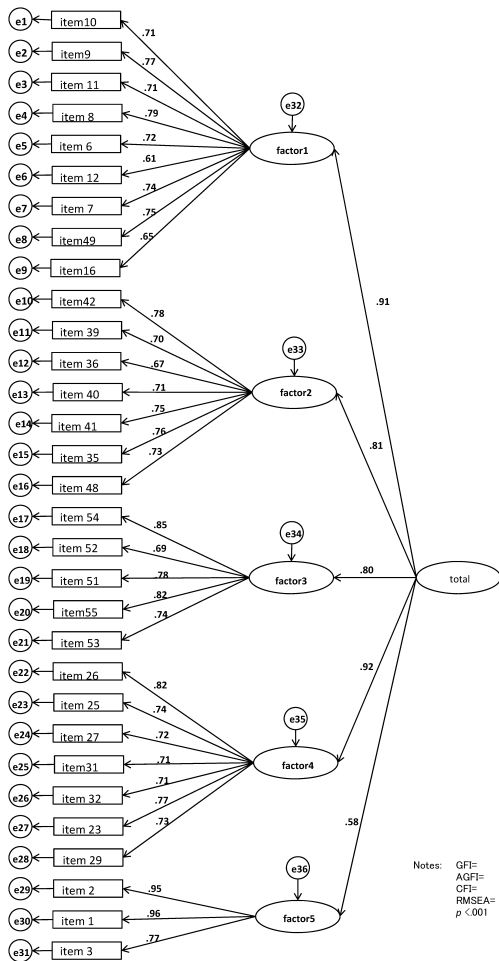 e1 item10 .71
e2 item9 .77
e3 item 11 .71
e4 item 8 .79
e5 item 6 .72
e6 item 12 .61
e7 item 7 .74
e8 item49 .75
e9 item16 .65
e32
factor1
.91
e10 item42 .78
e11 item 39 .70
e12 item 36 .67
e13 item 40 .71
e14 item 41 .75
e15 item 35 .76
e16 item 48 .73
e33
factor2
.81
e17 item 54 .85
e18 item 52 .69
e19 item 51 .78
e20 item55 .82
e21 item 53 .74
e34
factor3
.80
total
e22 item 26 .82
e23 item 25 .74
e24 item 27 .72
e25 item31 .71
e26 item 32 .71
e27 item 23 .77
e28 item 29 .73
e35
factor4
.92
e29 item 2 .95
e30 item 1 .96
e31 item 3 .77
e36
factor5
.58
Notes: GFI=
AGFI=
CFI=
RMSEA=
p <.001